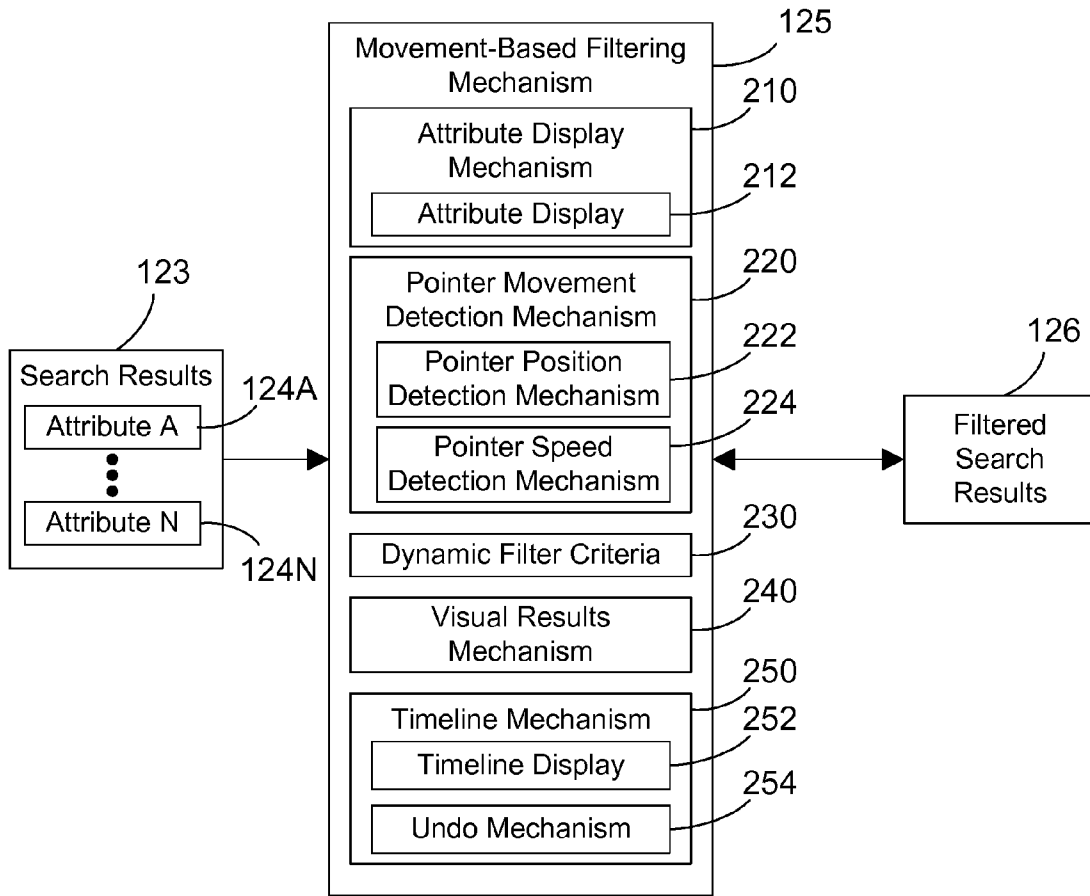 125
Movement-Based Filtering
Mechanism
210
Attribute Display
Mechanism
212
Attribute Display
220
Pointer Movement
Detection Mechanism
222
Pointer Position
Detection Mechanism
224
Pointer Speed
Detection Mechanism
230
Dynamic Filter Criteria
240
Visual Results
Mechanism
250
Timeline Mechanism
252
Timeline Display
254
Undo Mechanism
123
Search Results
124A
Attribute A
Attribute N
124N
126
Filtered
Search
Results